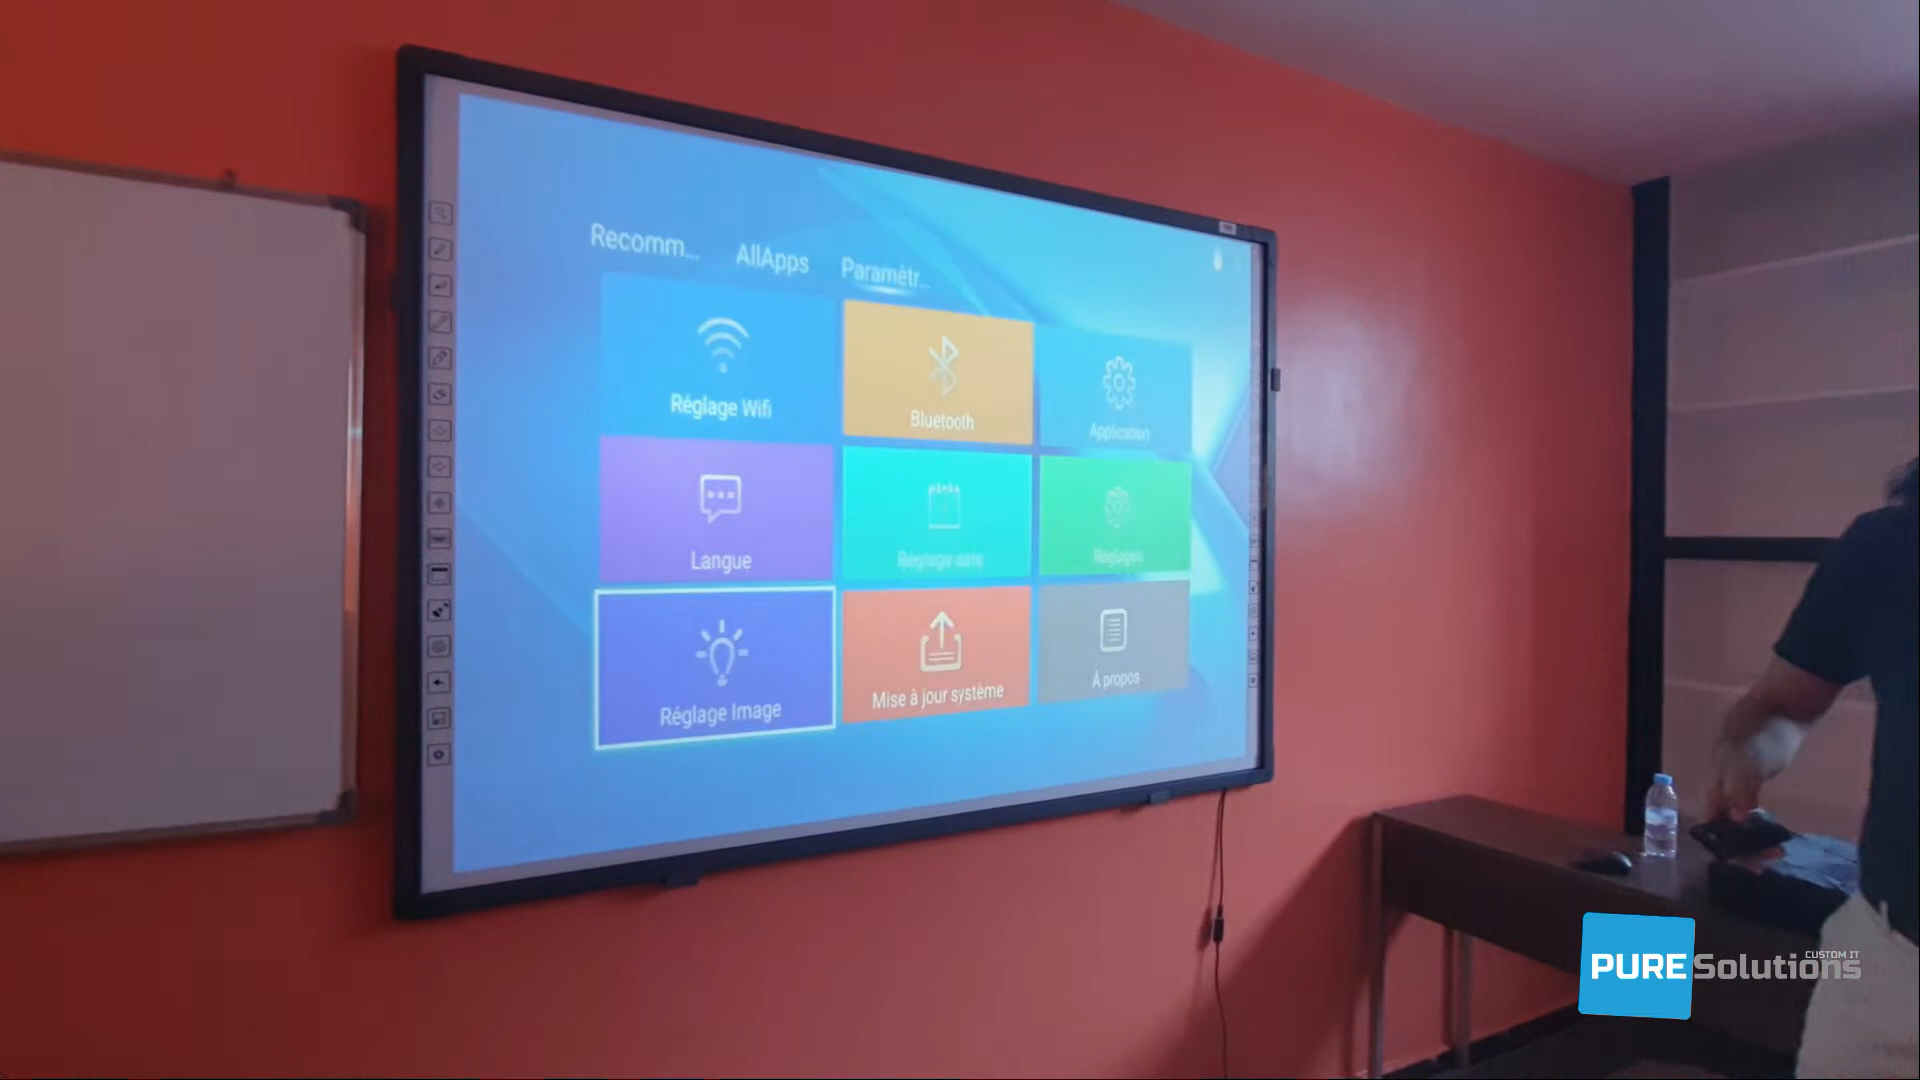 Recomm... AllApps Paramètr...
Réglage Wifi
Bluetooth
Application
Langue
Réglage date
Réglages
Réglage Image
Mise à jour système
À propos
PURE Solutions
CUSTOM IT